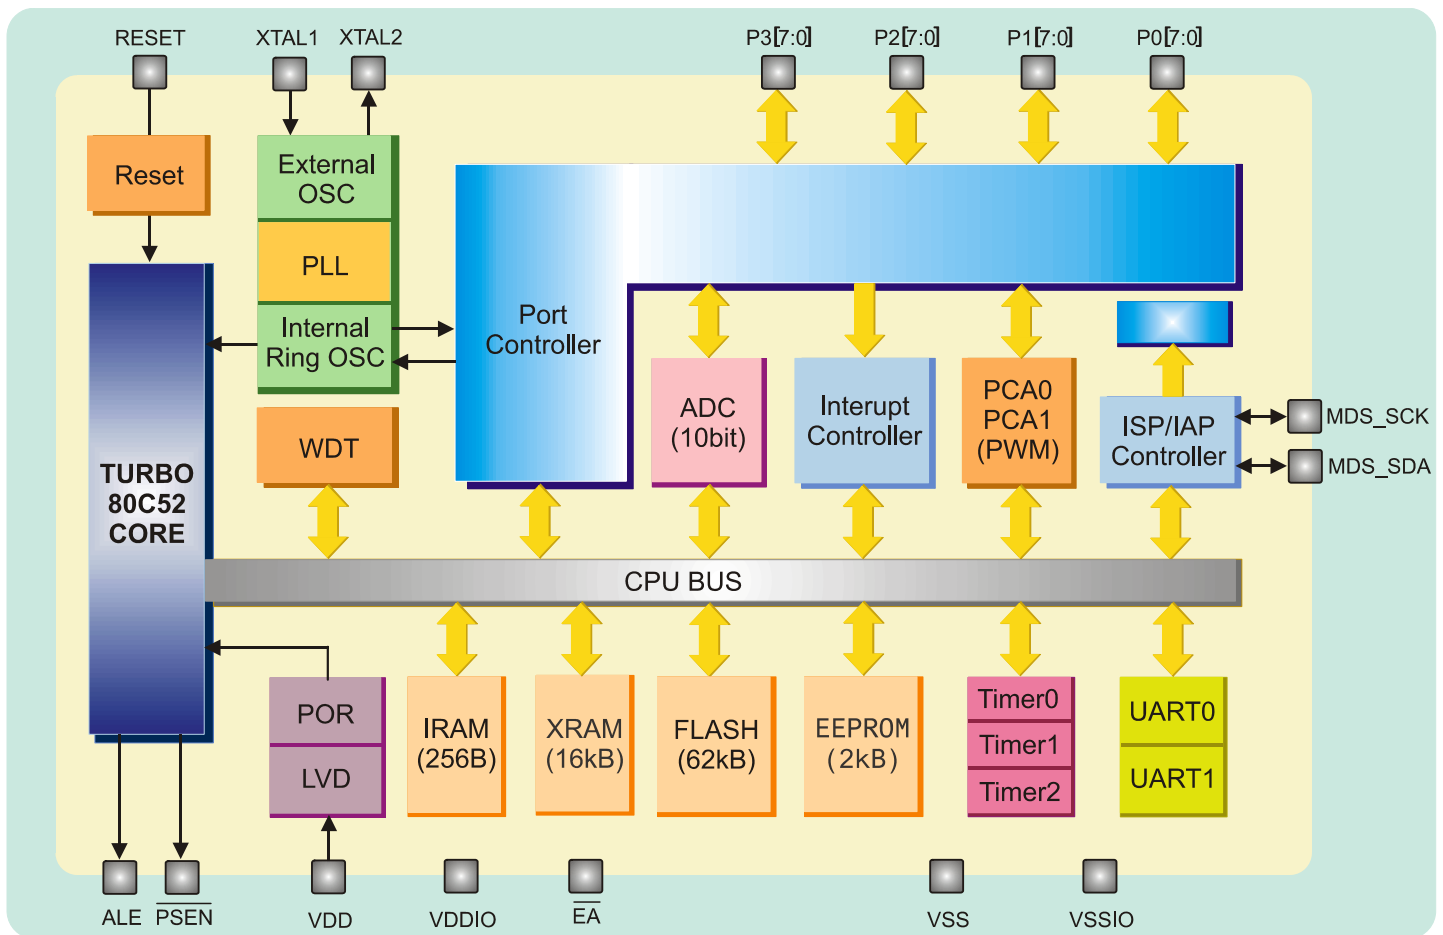 RESET
XTAL1
XTAL2
P3[7:0]
P2[7:0]
P1[7:0]
P0[7:0]
Reset
External
OSC
PLL
Internal
Ring OSC
Port
Controller
WDT
ADC
(10bit)
Interupt
Controller
PCA0
PCA1
(PWM)
ISP/IAP
Controller
MDS_SCK
MDS_SDA
TURBO
80C52
CORE
CPU BUS
POR
LVD
IRAM
(256B)
XRAM
(16kB)
FLASH
(62kB)
EEPROM
(2kB)
Timer0
Timer1
Timer2
UART0
UART1
ALE
PSEN
VDD
VDDIO
EA
VSS
VSSIO